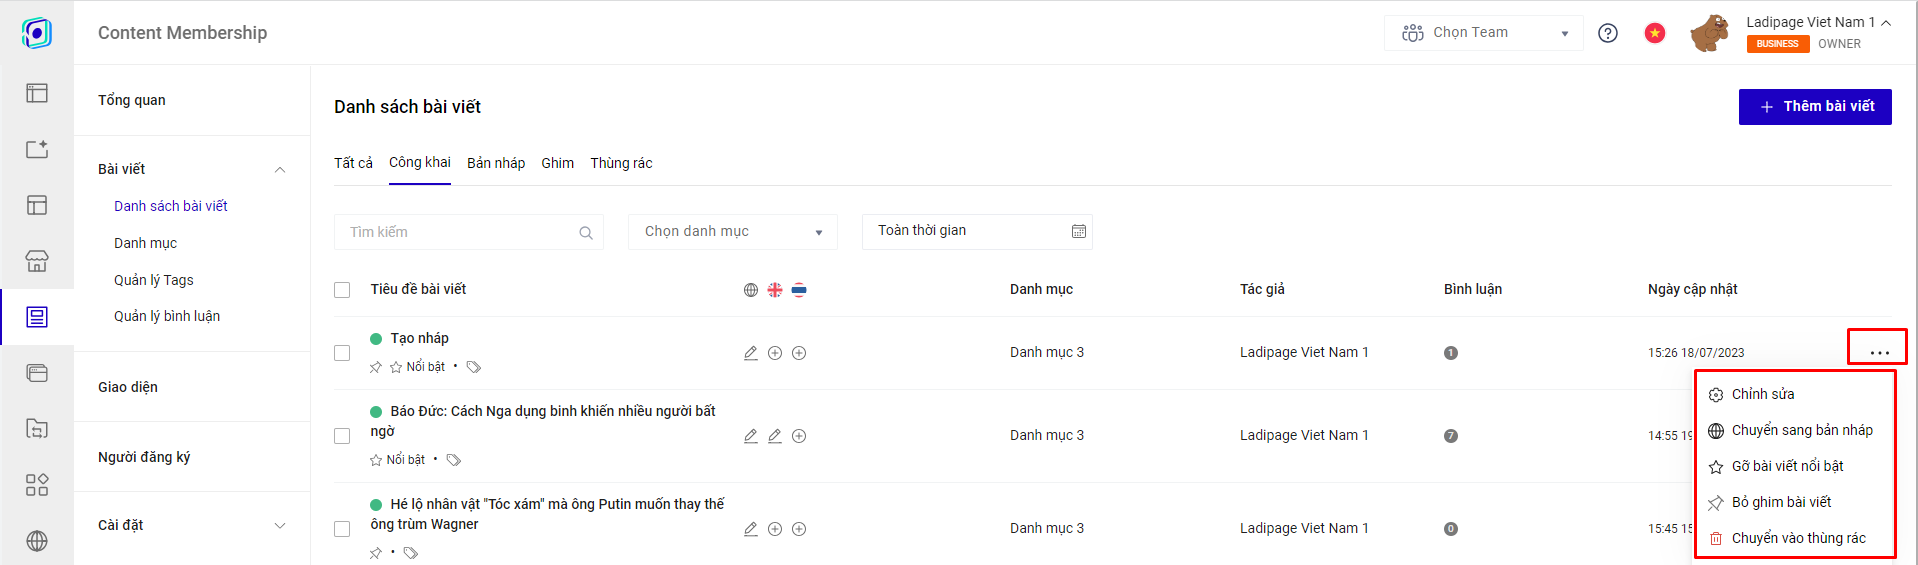 Content Membership
Chọn Team
Ladipage Viet Nam 1
BUSINESS OWNER
Tổng quan
Bài viết
Danh sách bài viết
Danh mục
Quản lý Tags
Quản lý bình luận
Giao diện
Người đăng ký
Cài đặt
Danh sách bài viết
+ Thêm bài viết
Tất cả Công khai Bản nháp Ghim Thùng rác
Tìm kiếm Chọn danh mục Toàn thời gian
Tiêu đề bài viết Danh mục Tác giả Bình luận Ngày cập nhật
Tạo nháp
Nổi bật •
Danh mục 3 Ladipage Viet Nam 1 1 15:26 18/07/2023 ...
Báo Đức: Cách Nga dụng binh khiến nhiều người bất
ngờ
Nổi bật •
Danh mục 3 Ladipage Viet Nam 1 7 14:55 19
Hé lộ nhân vật "Tóc xám" mà ông Putin muốn thay thế
ông trùm Wagner
•
Danh mục 3 Ladipage Viet Nam 1 0 15:45 15
Chỉnh sửa
Chuyển sang bản nháp
Gỡ bài viết nổi bật
Bỏ ghim bài viết
Chuyển vào thùng rác